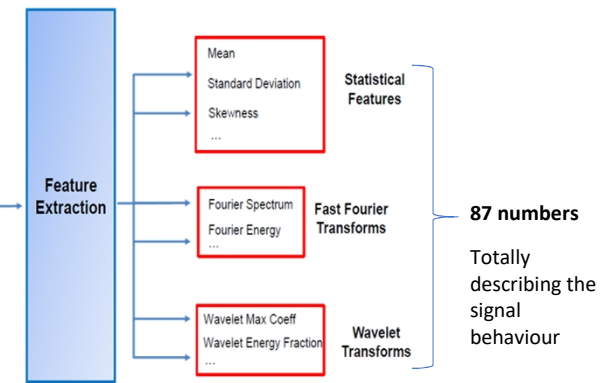 Feature
Extraction
Mean
Standard Deviation
Skewness
...
Statistical
Features
Fourier Spectrum
Fourier Energy
...
Fast Fourier
Transforms
Wavelet Max Coeff
Wavelet Energy Fraction
...
Wavelet
Transforms
87 numbers
Totally
describing the
signal
behaviour